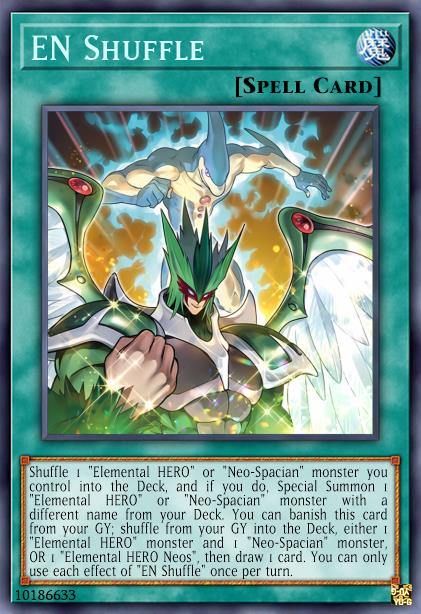 EN Shuffle
魔
[Spell Card]
Shuffle 1 "Elemental HERO" or "Neo-Spacian" monster you
control into the Deck, and if you do, Special Summon 1
"Elemental HERO" or "Neo-Spacian" monster with a
different name from your Deck. You can banish this card
from your GY; shuffle from your GY into the Deck, either 1
"Elemental HERO" monster and 1 "Neo-Spacian" monster,
OR 1 "Elemental HERO Neos", then draw 1 card. You can only
use each effect of "EN Shuffle" once per turn.
10186633